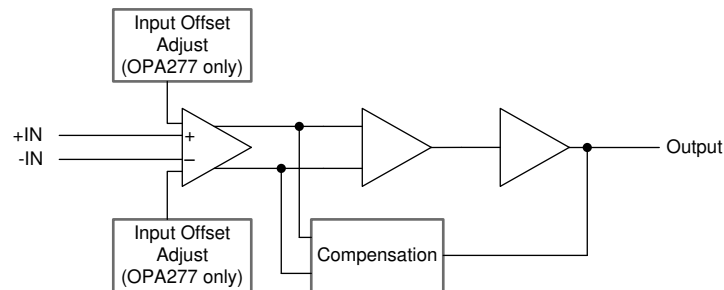 Input Offset
Adjust
(OPA277 only)
+IN
+
-IN
−
Output
Input Offset
Adjust
(OPA277 only)
Compensation